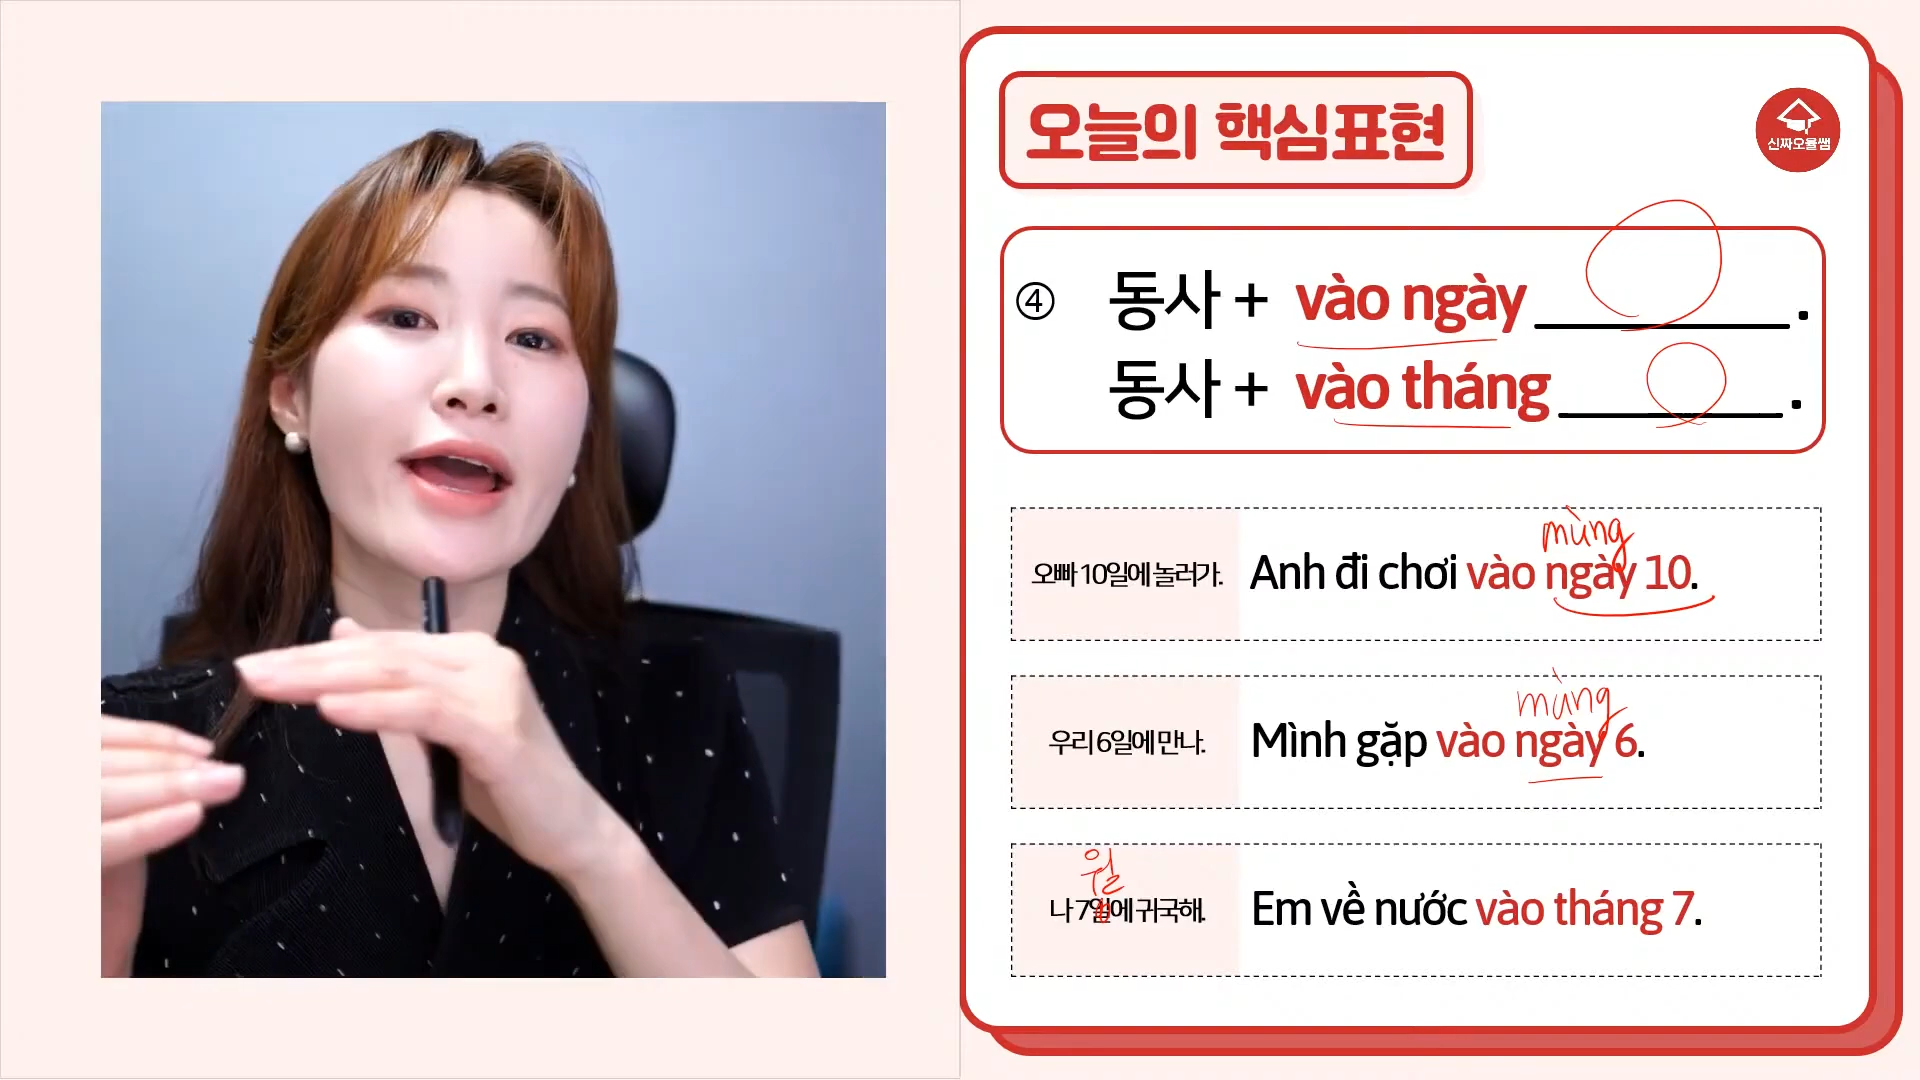 오늘의 핵심표현
신짜오율쌤
④ 동사 + vào ngày ________.
동사 + vào tháng ________.
mùng
오빠 10일에 놀러가. Anh đi chơi vào ngày 10.
mùng
우리 6일에 만나. Mình gặp vào ngày 6.
월
나 7일에 귀국해. Em về nước vào tháng 7.